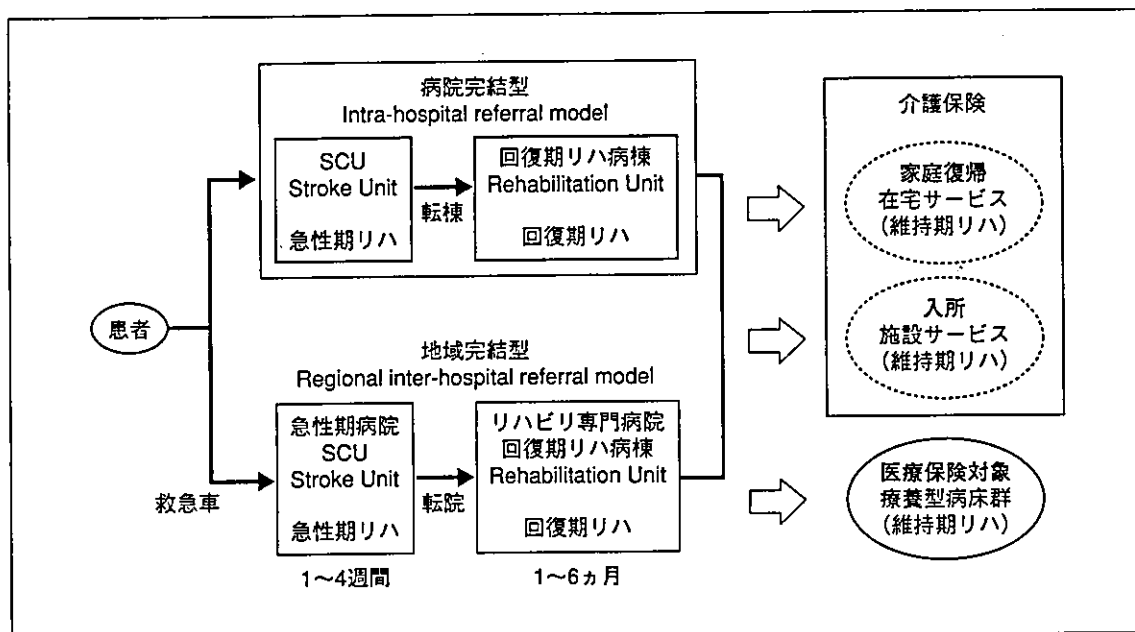 病院完結型
Intra-hospital referral model
SCU
Stroke Unit
急性期リハ
転棟
回復期リハ病棟
Rehabilitation Unit
回復期リハ
患者
救急車
地域完結型
Regional inter-hospital referral model
急性期病院
SCU
Stroke Unit
急性期リハ
1〜4週間
転院
リハビリ専門病院
回復期リハ病棟
Rehabilitation Unit
回復期リハ
1〜6ヵ月
介護保険
家庭復帰
在宅サービス
(維持期リハ)
入所
施設サービス
(維持期リハ)
医療保険対象
療養型病床群
(維持期リハ)